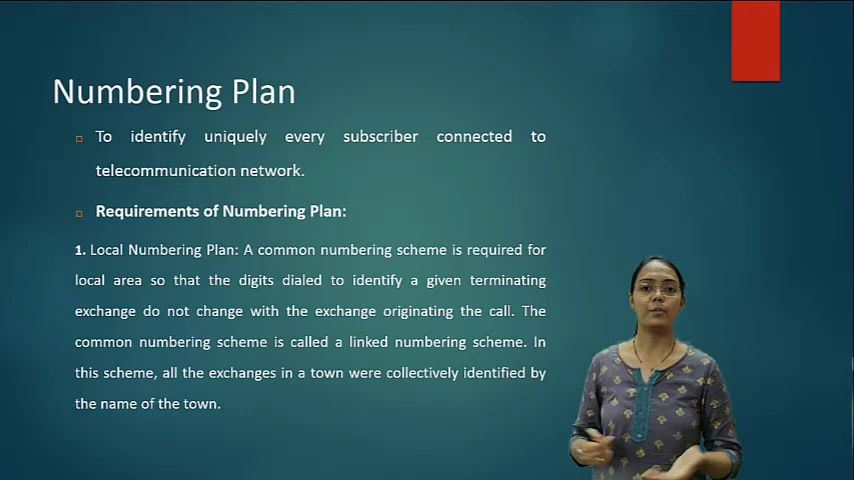 Numbering Plan
To identify uniquely every subscriber connected to
telecommunication network.
Requirements of Numbering Plan:
1. Local Numbering Plan: A common numbering scheme is required for
local area so that the digits dialed to identify a given terminating
exchange do not change with the exchange originating the call. The
common numbering scheme is called a linked numbering scheme. In
this scheme, all the exchanges in a town were collectively identified by
the name of the town.